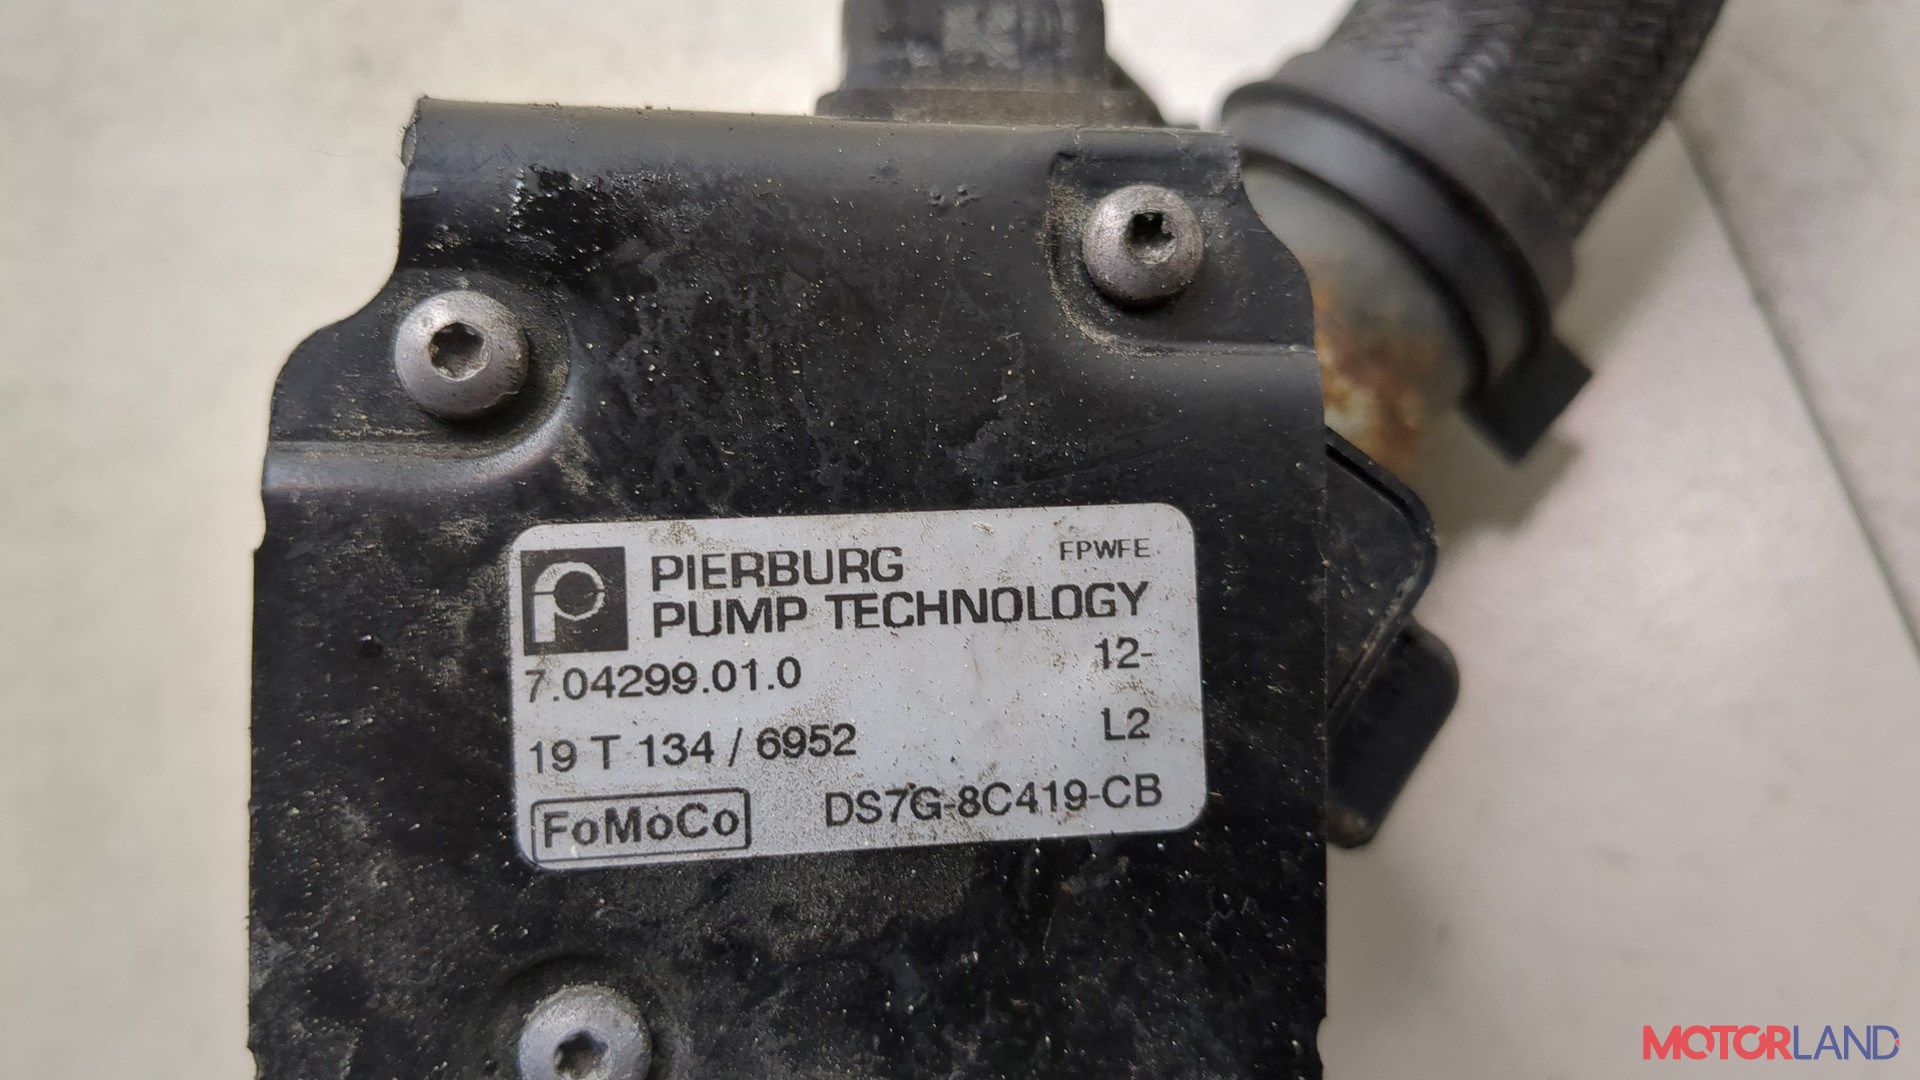 PIERBURG FPWFE
PUMP TECHNOLOGY
7.04299.01.0 12-
19 T 134 / 6952 L2
FoMoCo DS7G-8C419-CB
MOTORLAND